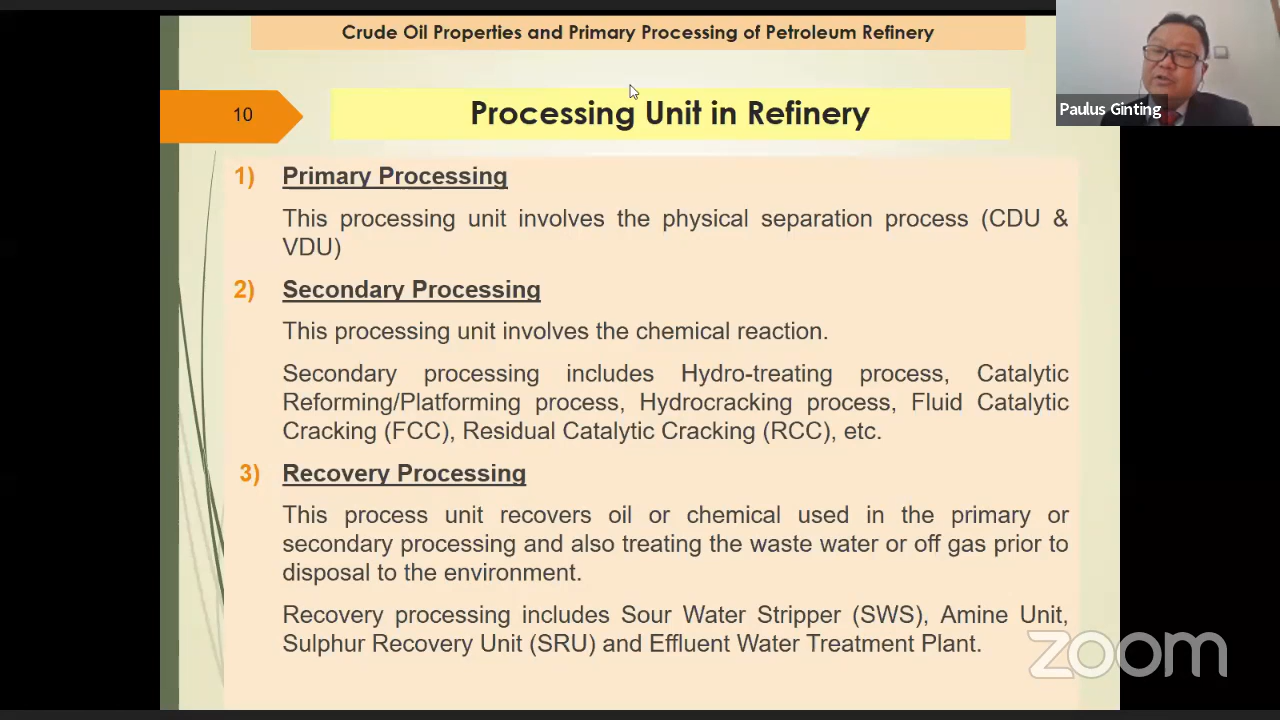 Crude Oil Properties and Primary Processing of Petroleum Refinery
Paulus Ginting
10
Processing Unit in Refinery
1) Primary Processing
This processing unit involves the physical separation process (CDU &
VDU)
2) Secondary Processing
This processing unit involves the chemical reaction.
Secondary processing includes Hydro-treating process, Catalytic
Reforming/Platforming process, Hydrocracking process, Fluid Catalytic
Cracking (FCC), Residual Catalytic Cracking (RCC), etc.
3) Recovery Processing
This process unit recovers oil or chemical used in the primary or
secondary processing and also treating the waste water or off gas prior to
disposal to the environment.
Recovery processing includes Sour Water Stripper (SWS), Amine Unit,
Sulphur Recovery Unit (SRU) and Effluent Water Treatment Plant.
zoom